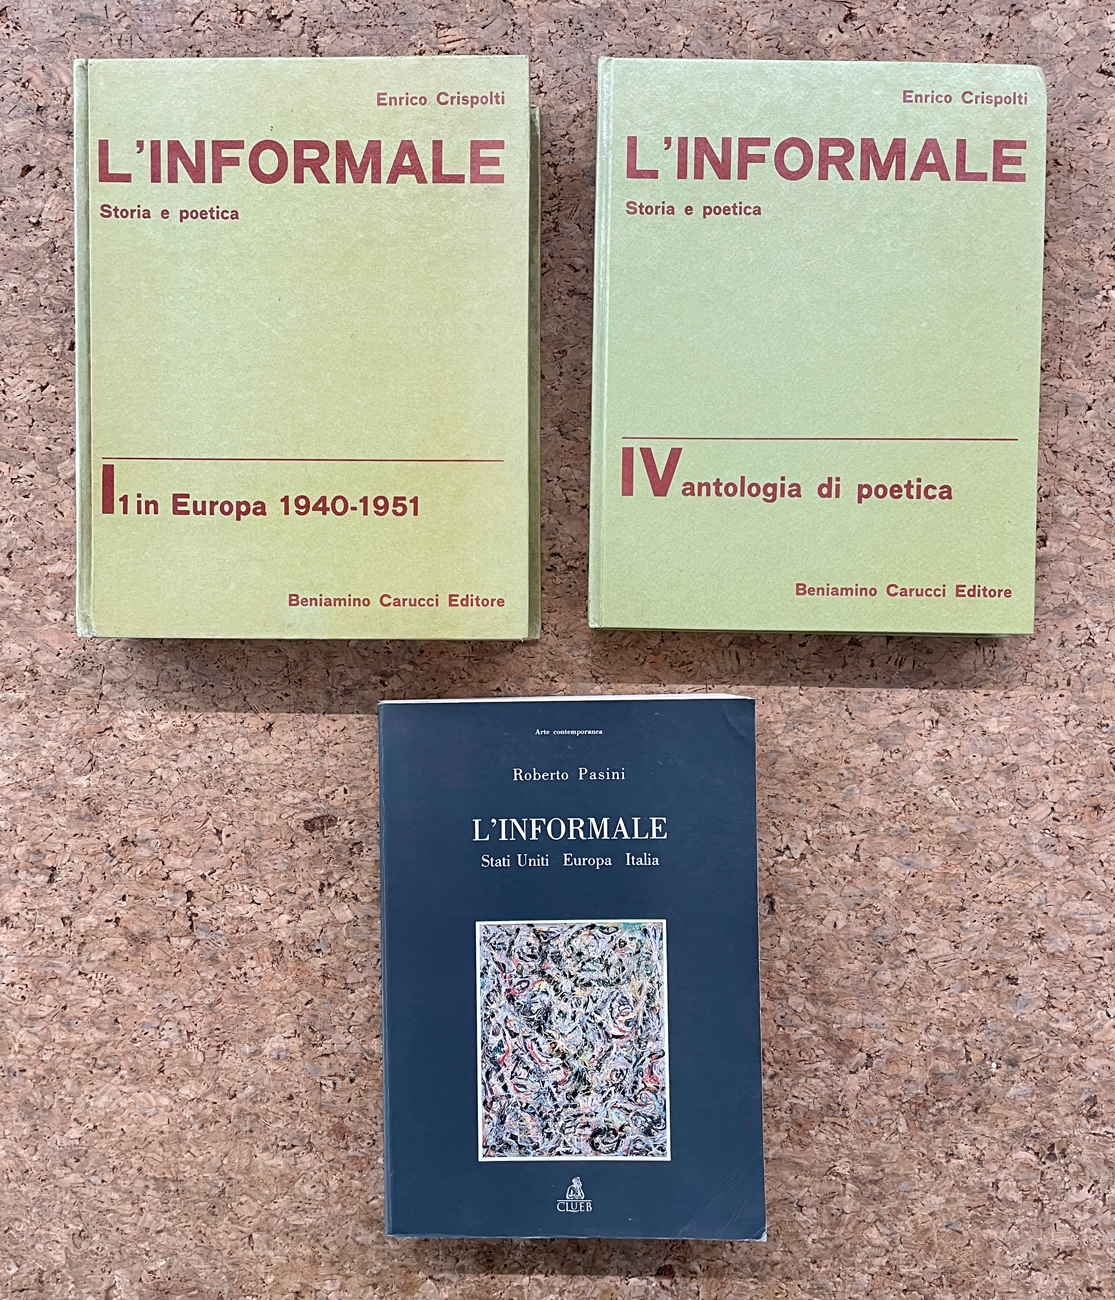 Enrico Crispolti
L'INFORMALE
Storia e poetica
I 1 in Europa 1940-1951
Beniamino Carucci Editore
Enrico Crispolti
L'INFORMALE
Storia e poetica
IV antologia di poetica
Beniamino Carucci Editore
Arte contemporanea
Roberto Pasini
L'INFORMALE
Stati Uniti Europa Italia
CLUEB